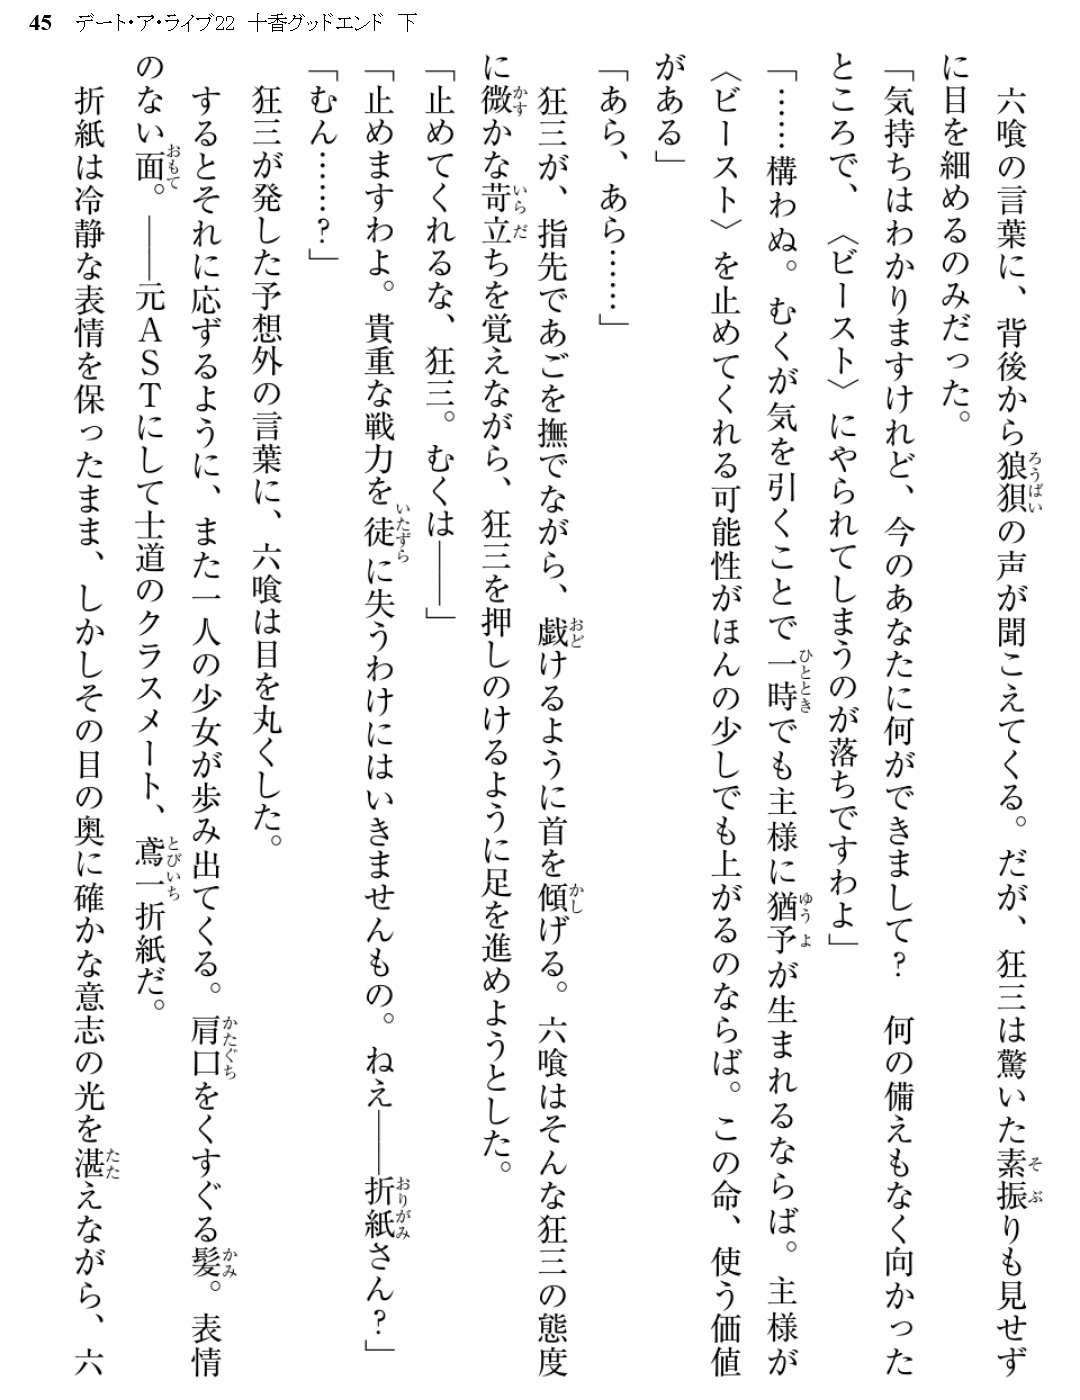 45 デート・ア・ライブ22 十香グッドエンド 下
六喰の言葉に、背後から狼狽の声が聞こえてくる。だが、狂三は驚いた素振りも見せず
に目を細めるのみだった。
「気持ちはわかりますけれど、今のあなたに何ができまして? 何の備えもなく向かった
ところで、〈ビースト〉にやられてしまうのが落ちですわよ」
「……構わぬ。むくが気を引くことで一時でも主様に猶予が生まれるならば。主様が
〈ビースト〉を止めてくれる可能性がほんの少しでも上がるのならば。この命、使う価値
がある」
「あら、あら……」
狂三が、指先であごを撫でながら、戯けるように首を傾げる。六喰はそんな狂三の態度
に微かな苛立ちを覚えながら、狂三を押しのけるように足を進めようとした。
「止めてくれるな、狂三。むくは――」
「止めますわよ。貴重な戦力を徒に失うわけにはいきませんもの。ねえ――折紙さん?」
「むん……?」
狂三が発した予想外の言葉に、六喰は目を丸くした。
するとそれに応ずるように、また一人の少女が歩み出てくる。肩口をくすぐる髪。表情
のない面。――元ASTにして士道のクラスメート、鳶一折紙だ。
折紙は冷静な表情を保ったまま、しかしその目の奥に確かな意志の光を湛えながら、六